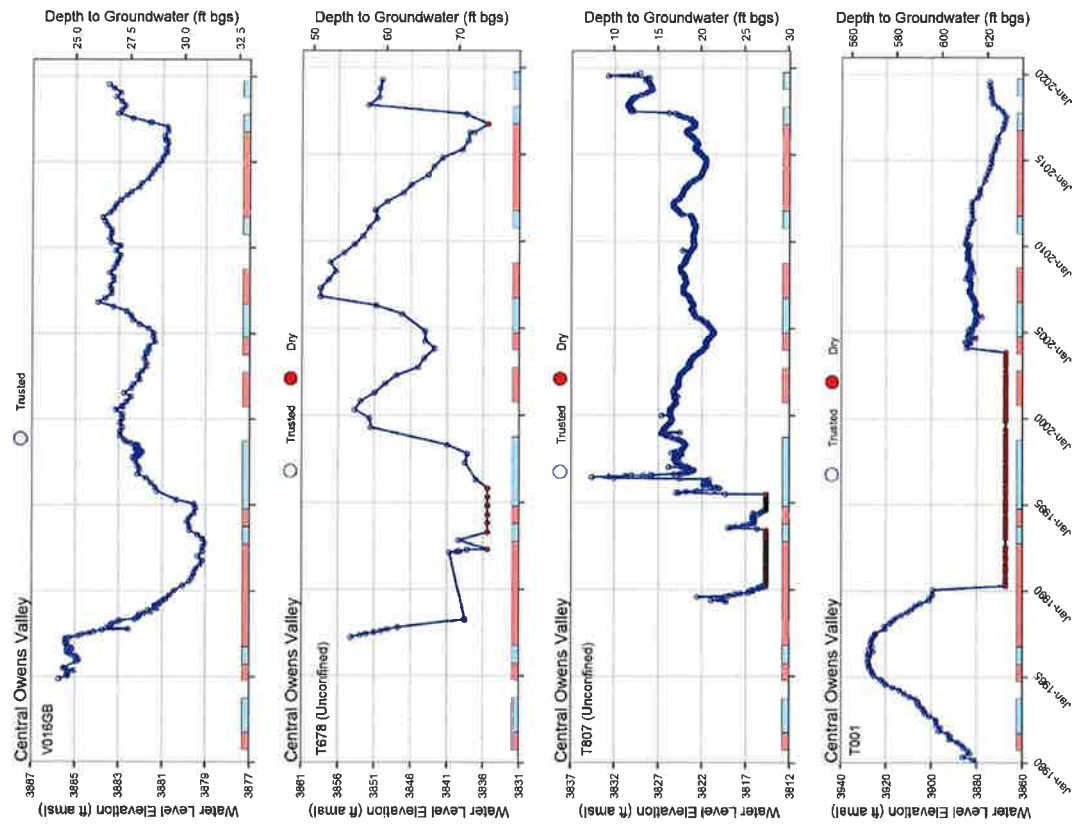 Central Owens Valley
V016GB
Trusted
Depth to Groundwater (ft bgs)
25.0
27.5
30.0
32.5
Water Level Elevation (ft amsl)
3887
3885
3883
3881
3879
3877
Central Owens Valley
T678 (Unconfined)
Trusted Dry
Depth to Groundwater (ft bgs)
50
60
70
Water Level Elevation (ft amsl)
3861
3856
3851
3846
3841
3836
3831
Central Owens Valley
T807 (Unconfined)
Trusted Dry
Depth to Groundwater (ft bgs)
10
12
15
17
20
22
25
27
30
Water Level Elevation (ft amsl)
3837
3832
3827
3822
3817
3812
Central Owens Valley
T001
Trusted Dry
Depth to Groundwater (ft bgs)
560
580
600
620
Water Level Elevation (ft amsl)
3940
3920
3900
3880
3860
Jan-1980
Jan-1985
Jan-1990
Jan-1995
Jan-2000
Jan-2005
Jan-2010
Jan-2015
Jan-2020